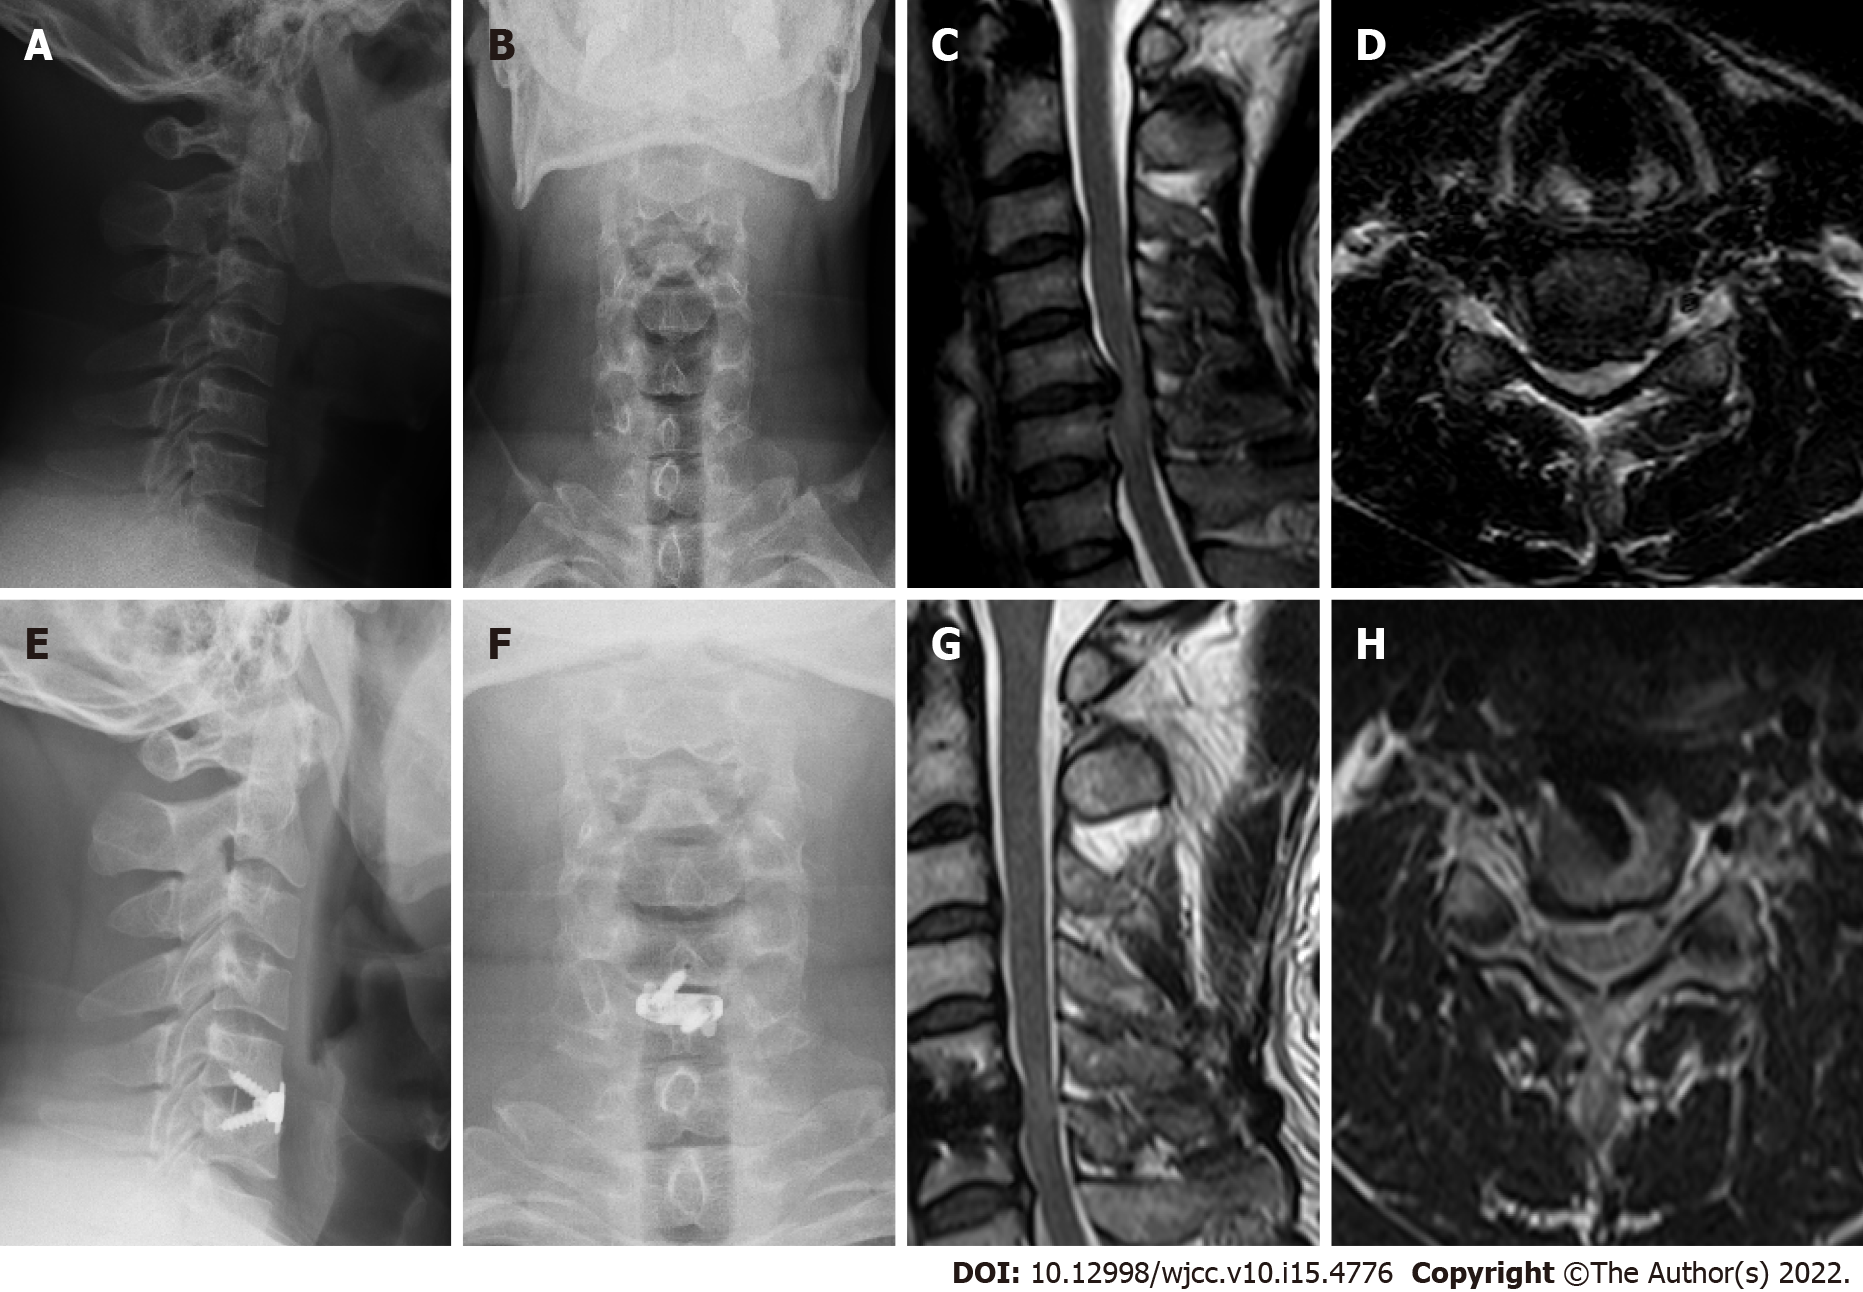 A B C D
E F G H
DOI: 10.12998/wjcc.v10.i15.4776 Copyright ©The Author(s) 2022.